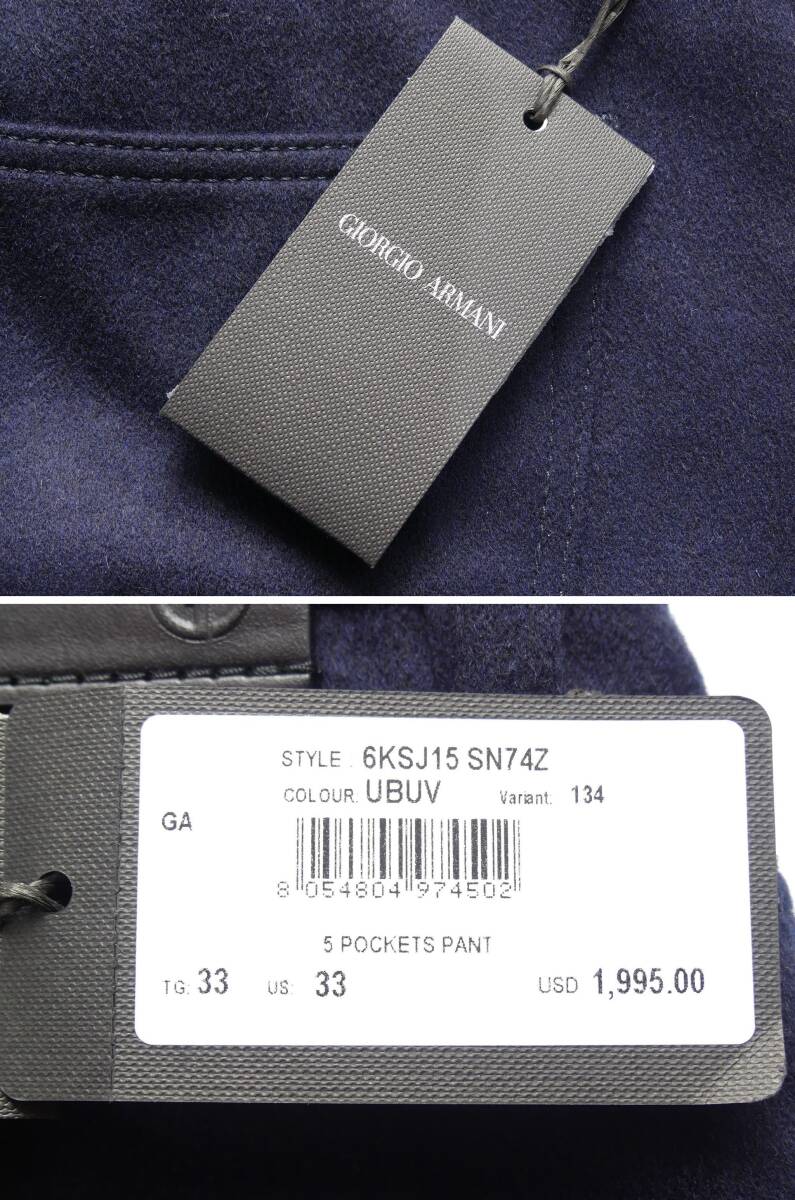 GIORGIO ARMANI
STYLE. 6KSJ15 SN74Z
COLOUR. UBUV Variant: 134
GA
8 054804 974502
5 POCKETS PANT
TG: 33 US: 33 USD 1,995.00